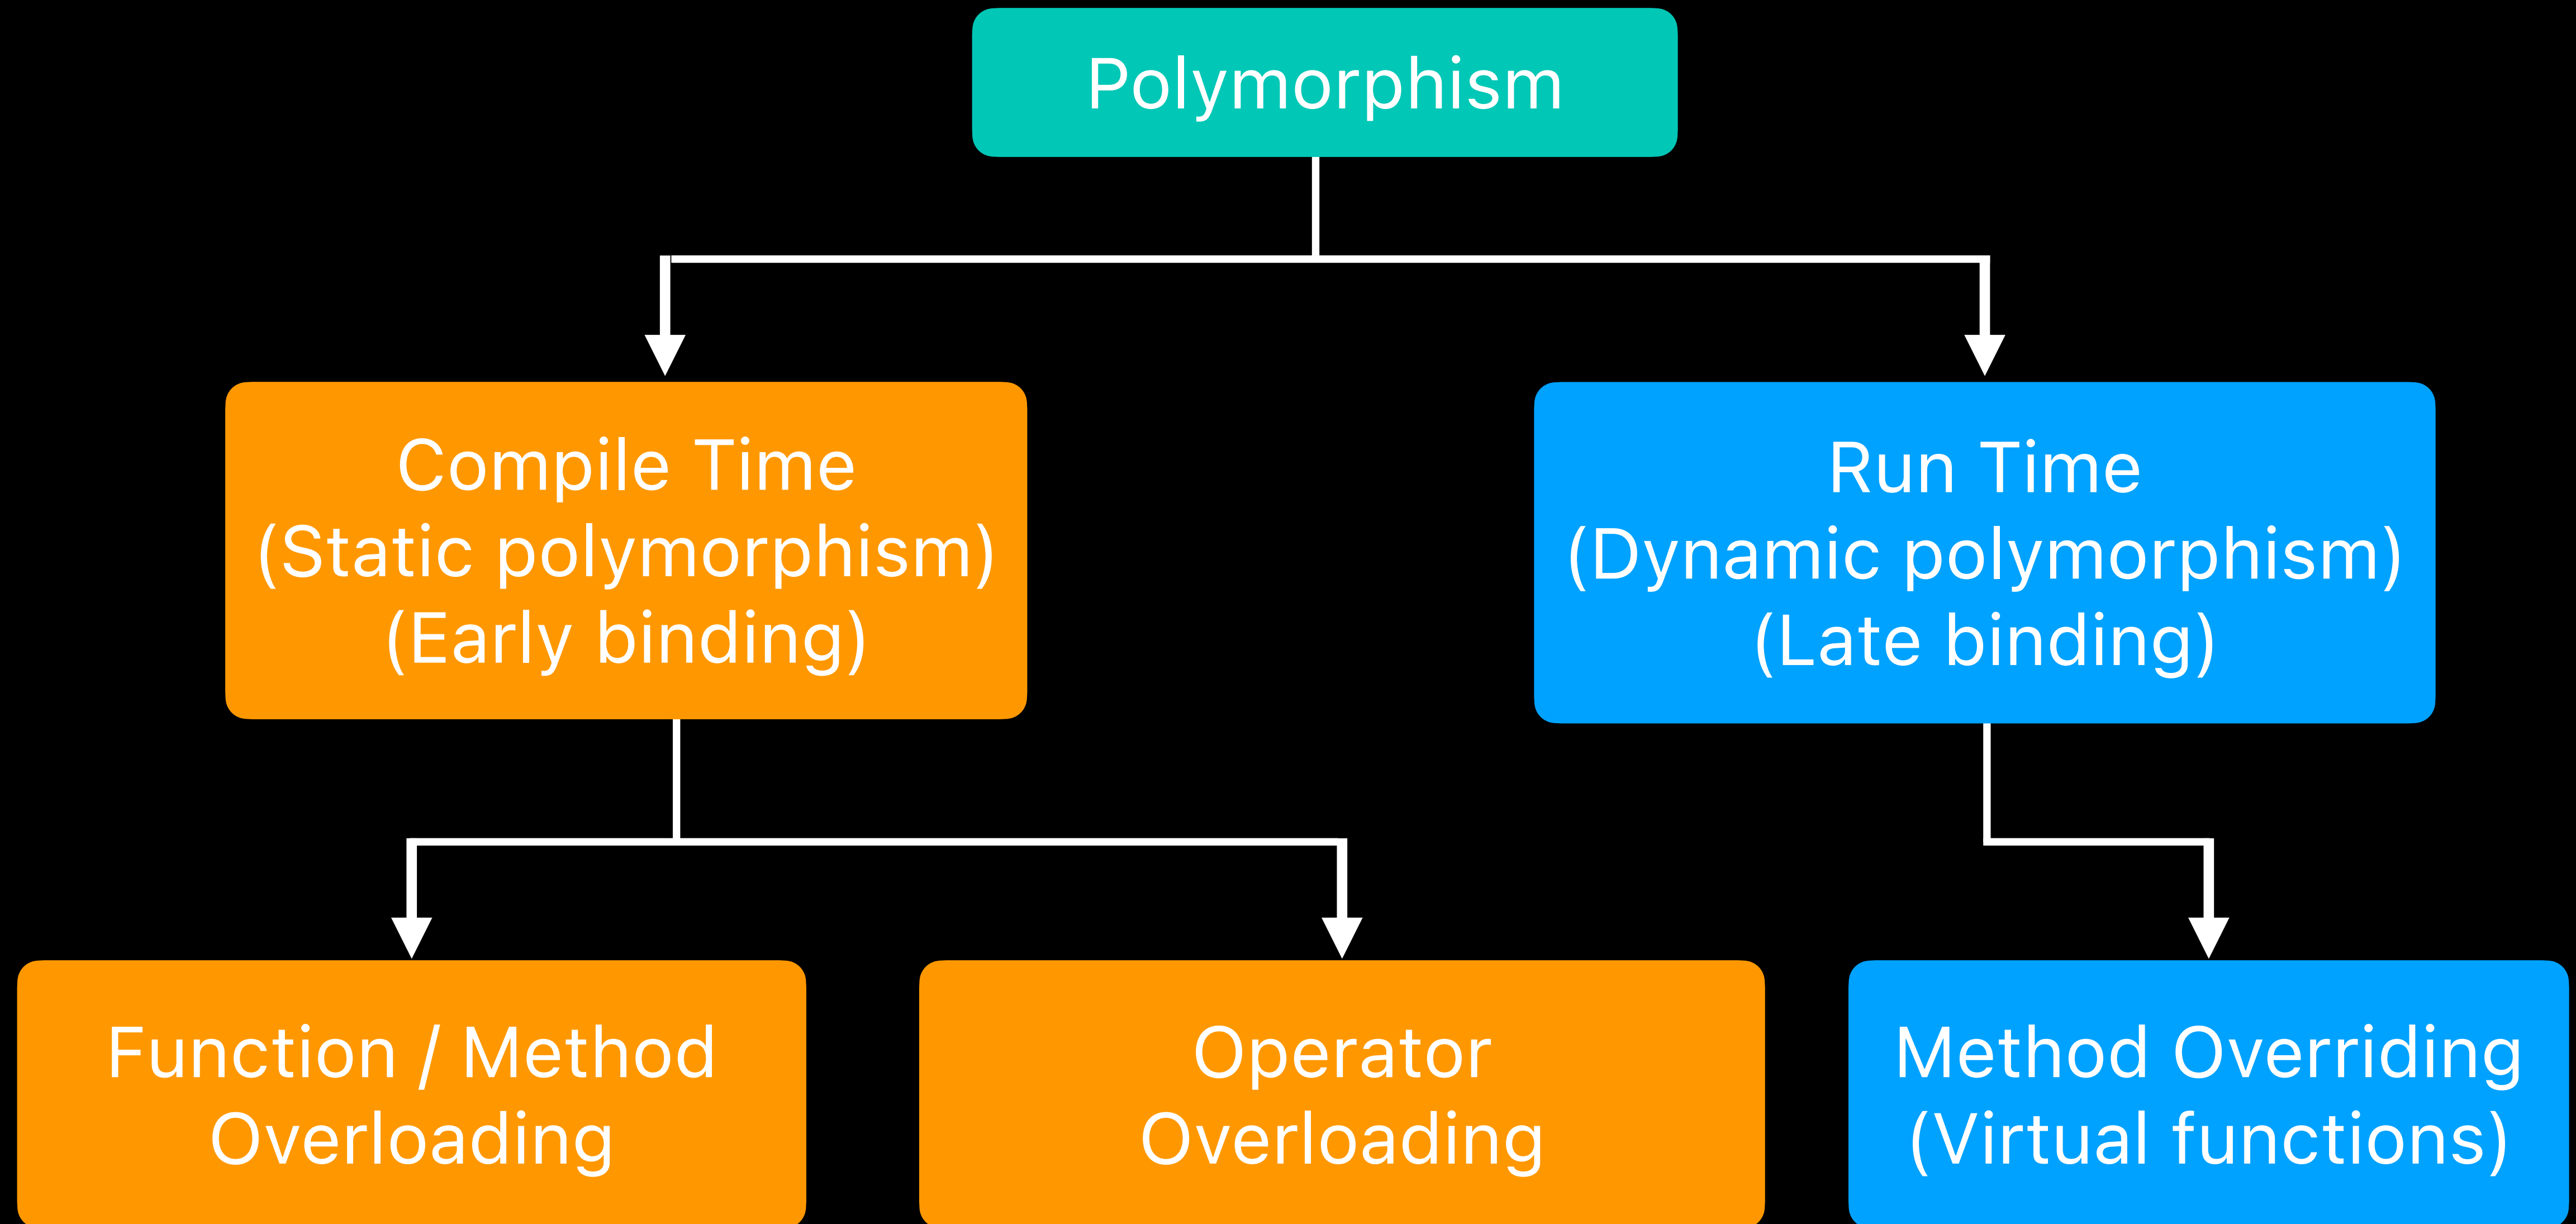 Polymorphism
Compile Time
(Static polymorphism)
(Early binding)
Run Time
(Dynamic polymorphism)
(Late binding)
Function / Method
Overloading
Operator
Overloading
Method Overriding
(Virtual functions)